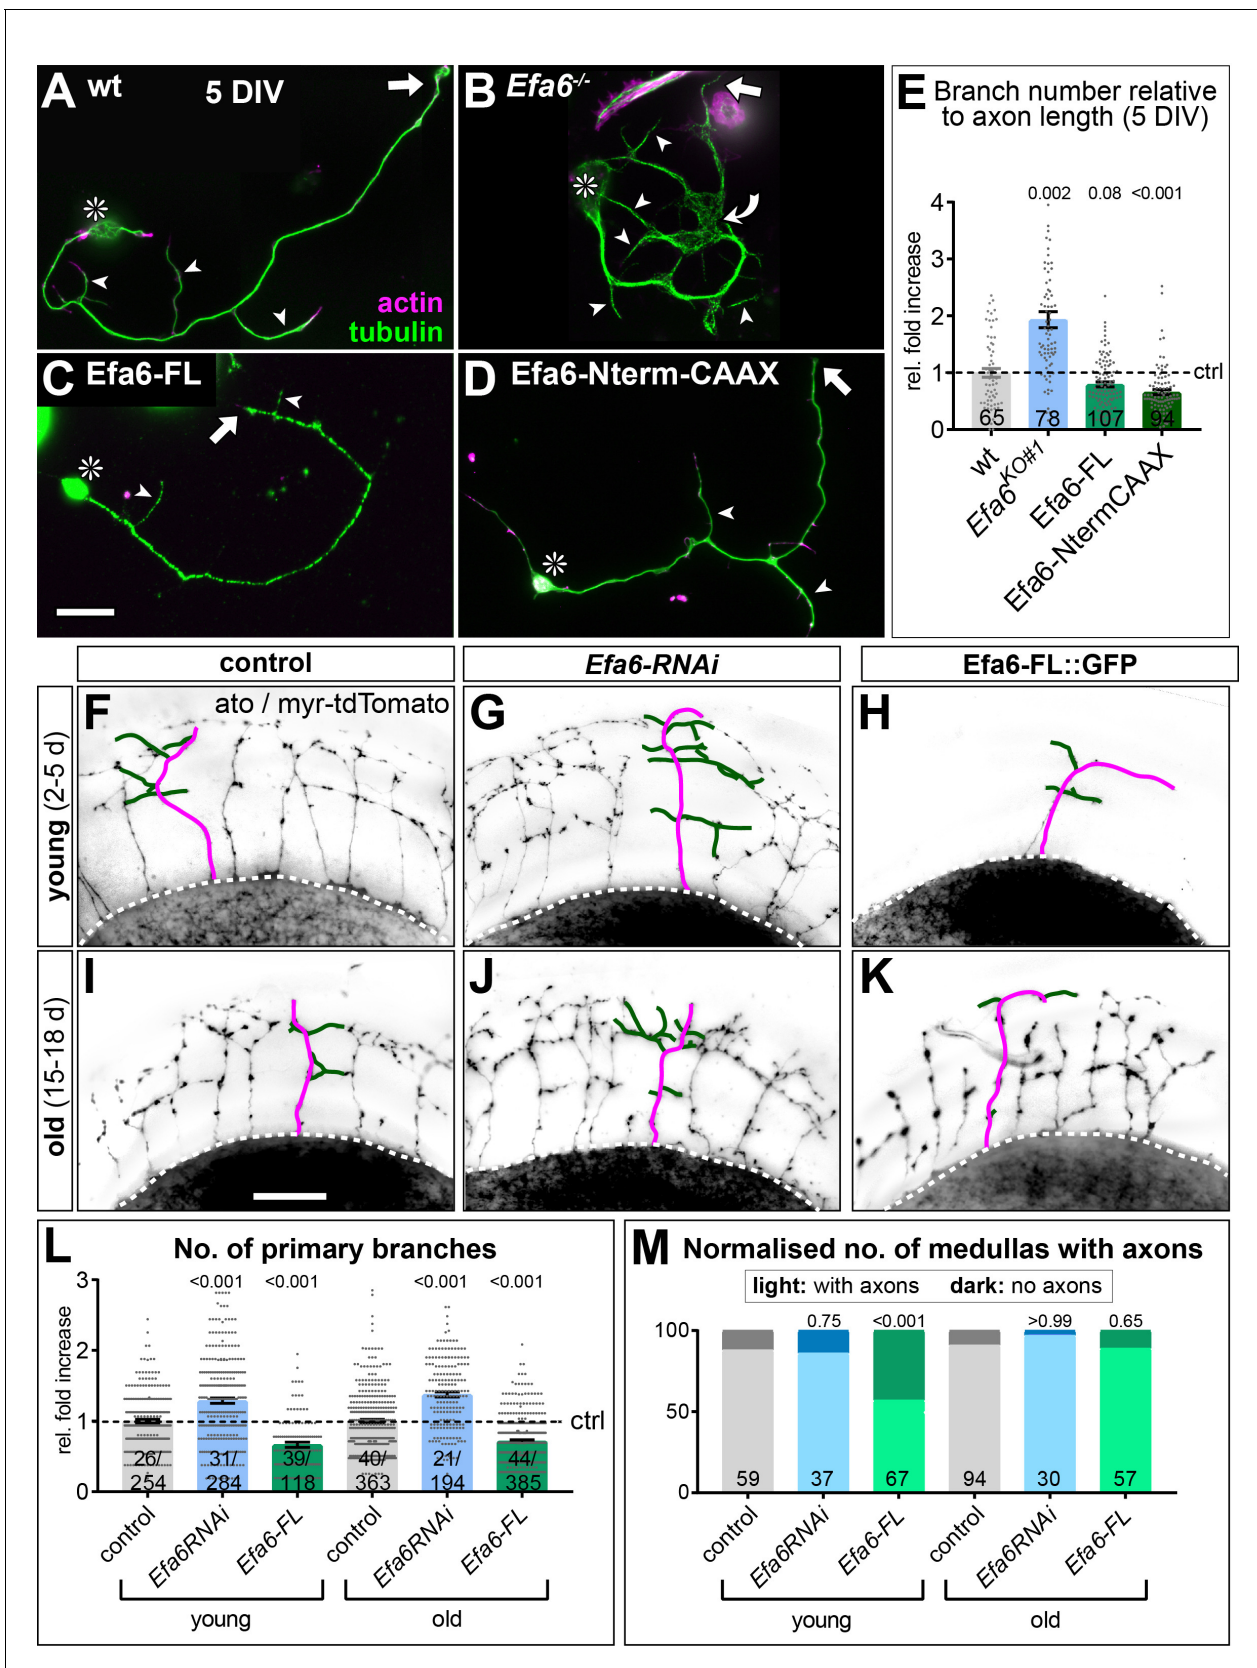 A wt 5 DIV
actin
tubulin
B Efa6-/-
C Efa6-FL
D Efa6-Nterm-CAAX
E Branch number relative
to axon length (5 DIV)
0.002 0.08 <0.001
rel. fold increase
4
3
2
1
0
ctrl
65 78 107 94
wt
Efa6KO#1
Efa6-FL
Efa6-NtermCAAX
control
Efa6-RNAi
Efa6-FL::GFP
young (2-5 d)
F ato / myr-tdTomato
G
H
old (15-18 d)
I
J
K
L No. of primary branches
<0.001 <0.001 <0.001 <0.001
rel. fold increase
3
2
1
0
ctrl
26/ 31/ 39/ 40/ 21/ 44/
254 284 118 363 194 385
control Efa6RNAi Efa6-FL control Efa6RNAi Efa6-FL
young old
M Normalised no. of medullas with axons
light: with axons dark: no axons
0.75 <0.001 >0.99 0.65
100
50
0
59 37 67 94 30 57
control Efa6RNAi Efa6-FL control Efa6RNAi Efa6-FL
young old